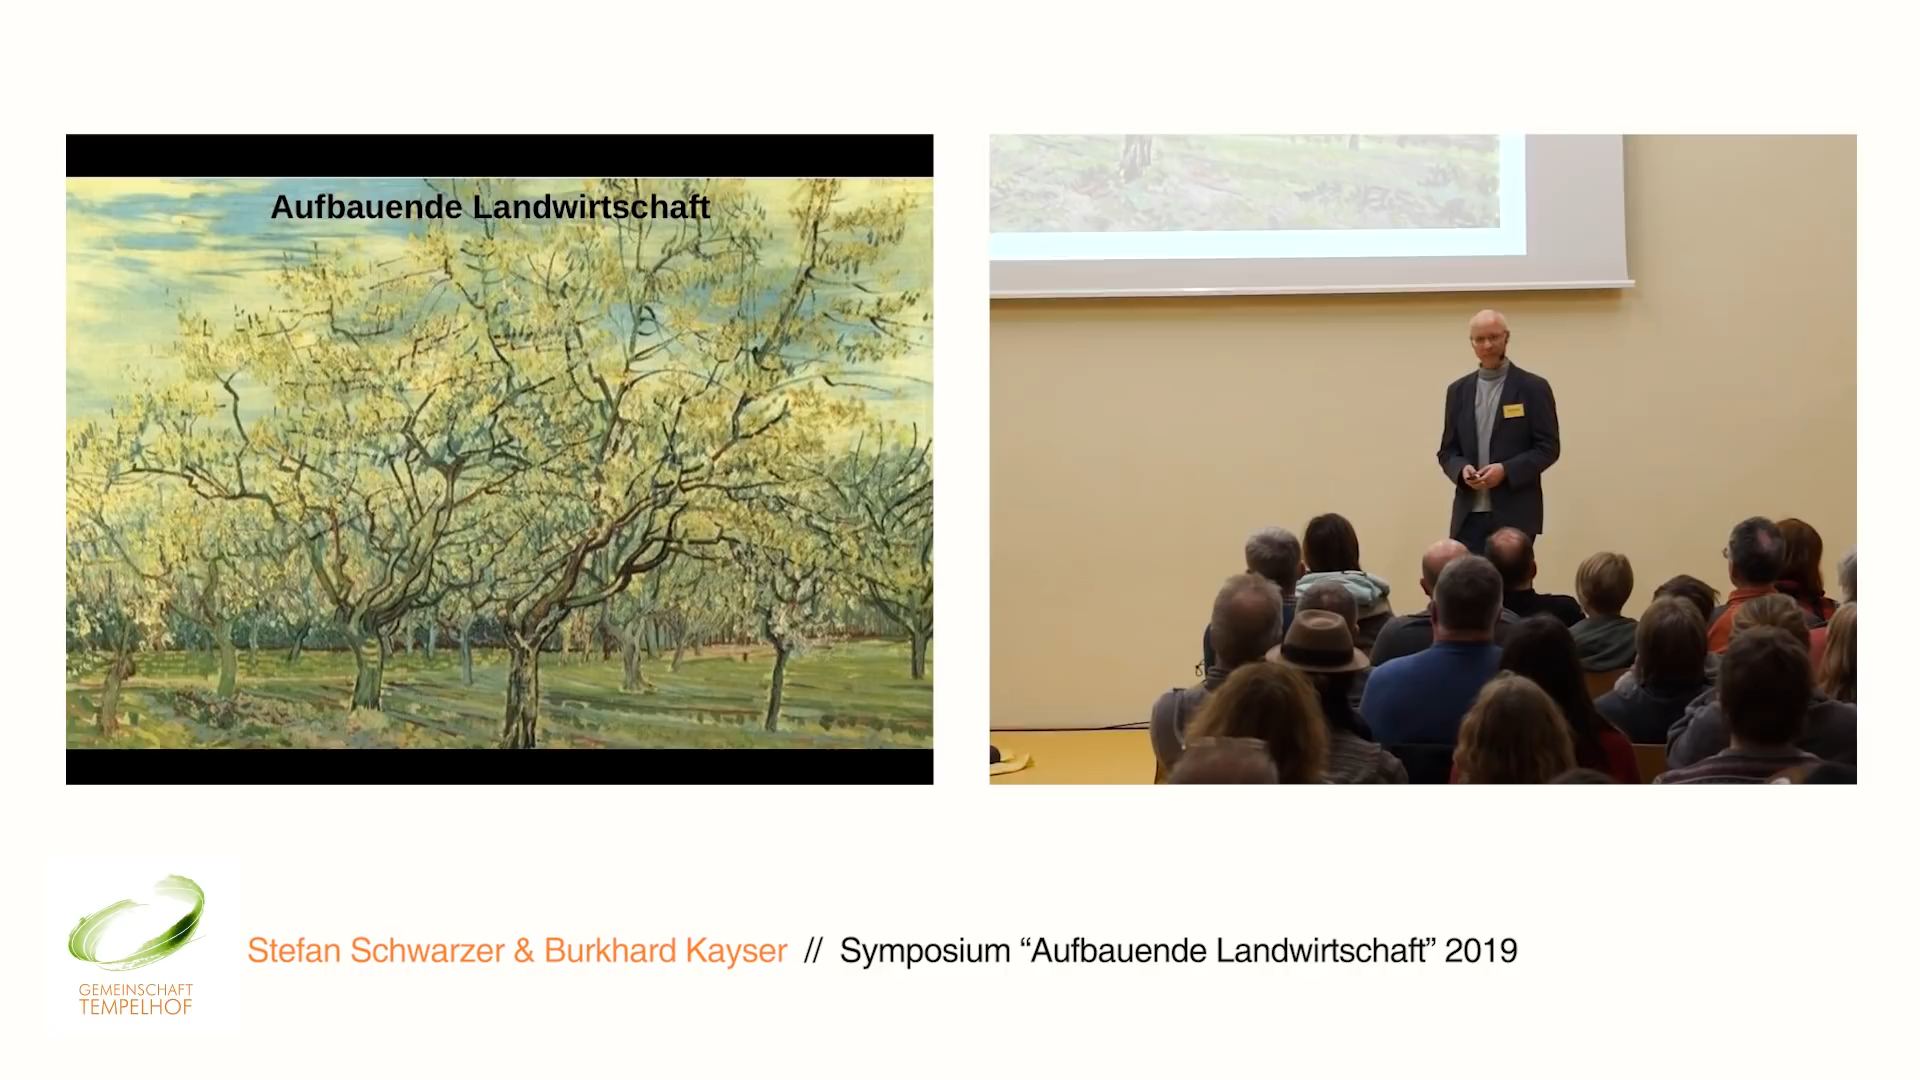 Aufbauende Landwirtschaft
Stefan Schwarzer & Burkhard Kayser // Symposium “Aufbauende Landwirtschaft” 2019
GEMEINSCHAFT
TEMPELHOF